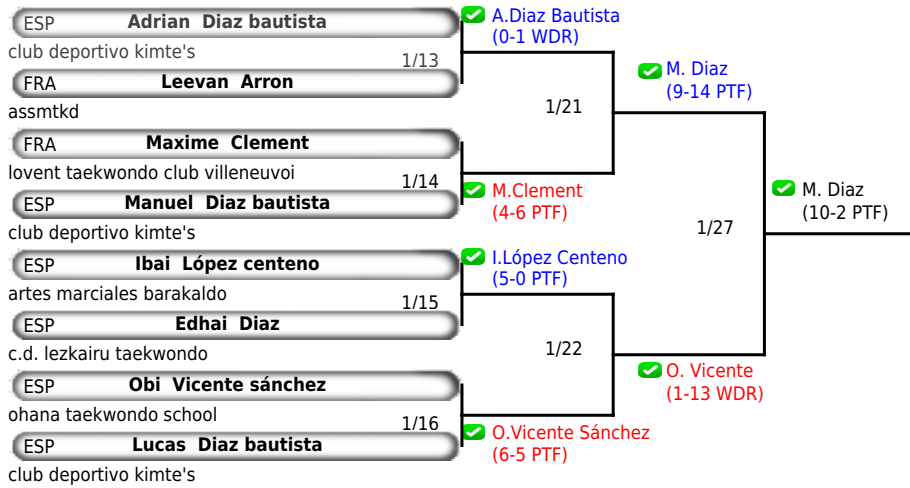 ESP Adrian Diaz bautista
club deportivo kimte's
1/13
FRA Leevan Arron
assmtkd
FRA Maxime Clement
lovent taekwondo club villeneuvoi
1/14
ESP Manuel Diaz bautista
club deportivo kimte's
ESP Ibai López centeno
artes marciales barakaldo
1/15
ESP Edhai Diaz
c.d. lezkairu taekwondo
ESP Obi Vicente sánchez
ohana taekwondo school
1/16
ESP Lucas Diaz bautista
club deportivo kimte's
A.Diaz Bautista
(0-1 WDR)
1/21
M.Clement
(4-6 PTF)
I.López Centeno
(5-0 PTF)
1/22
O.Vicente Sánchez
(6-5 PTF)
M. Diaz
(9-14 PTF)
1/27
O. Vicente
(1-13 WDR)
M. Diaz
(10-2 PTF)